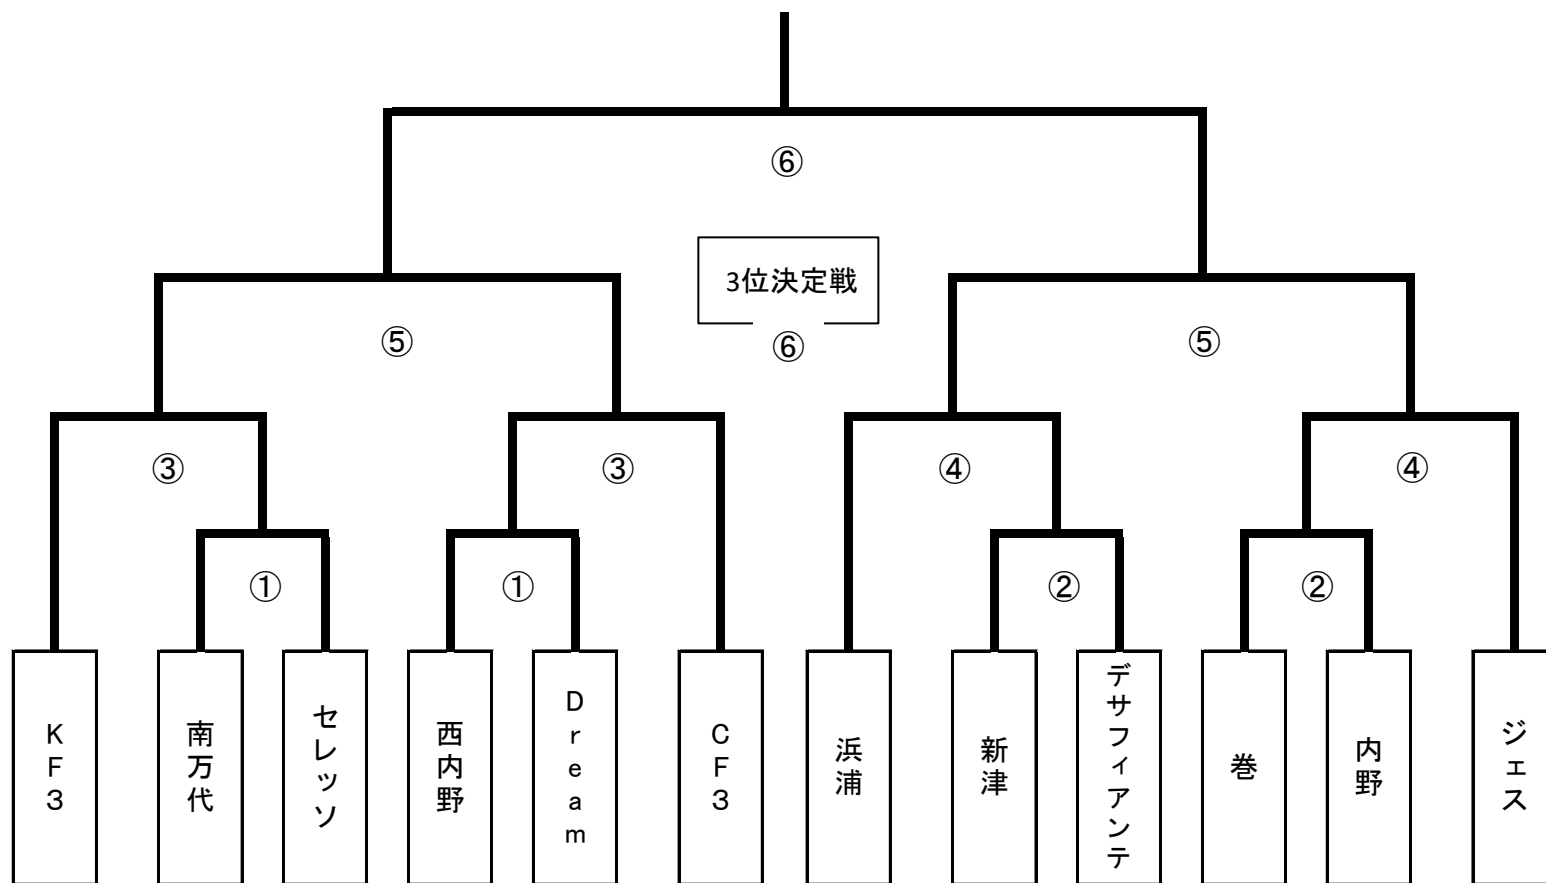 ⑥
3位決定戦
⑥
⑤
⑤
③
③
④
④
①
①
②
②
KF3
南万代
セレッソ
西内野
Dream
CF3
浜浦
新津
デサフィアンテ
巻
内野
ジェス